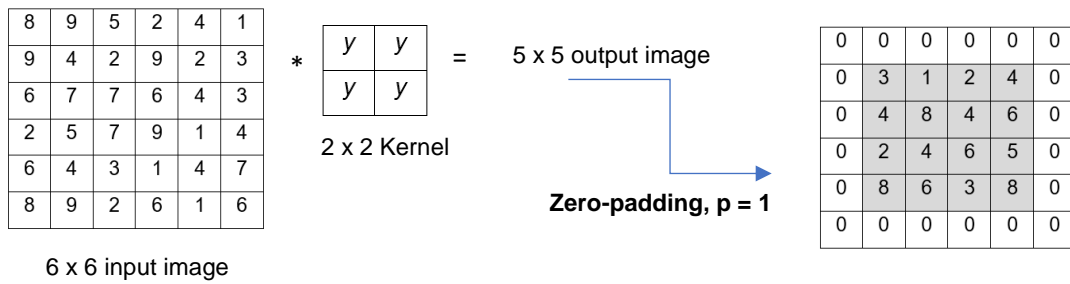 8 9 5 2 4 1
9 4 2 9 2 3
6 7 7 6 4 3
2 5 7 9 1 4
6 4 3 1 4 7
8 9 2 6 1 6
6 x 6 input image
*
y y
y y
2 x 2 Kernel
=
5 x 5 output image
Zero-padding, p = 1
0 0 0 0 0 0
0 3 1 2 4 0
0 4 8 4 6 0
0 2 4 6 5 0
0 8 6 3 8 0
0 0 0 0 0 0